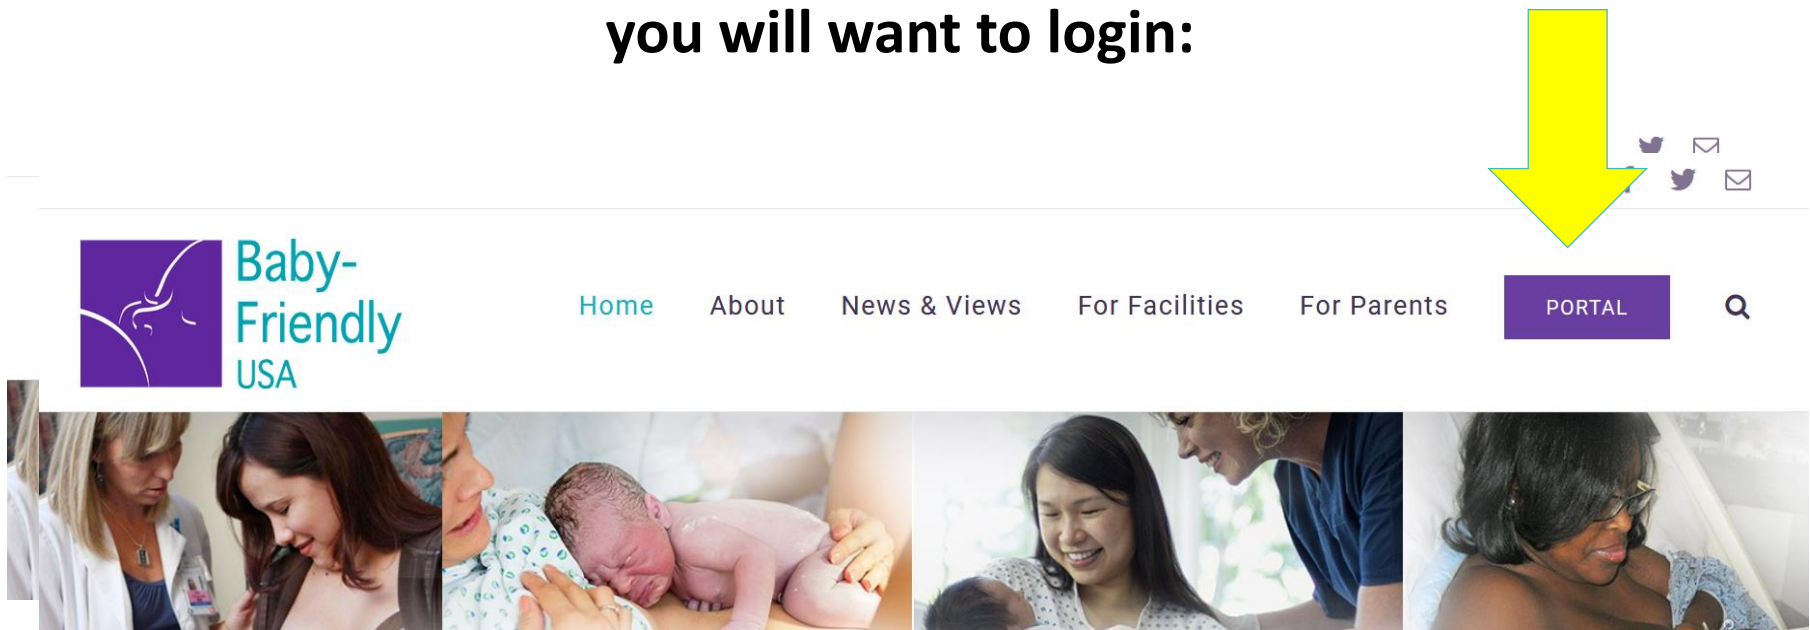 you will want to login:
Baby-
Friendly
USA
Home About News & Views For Facilities For Parents PORTAL